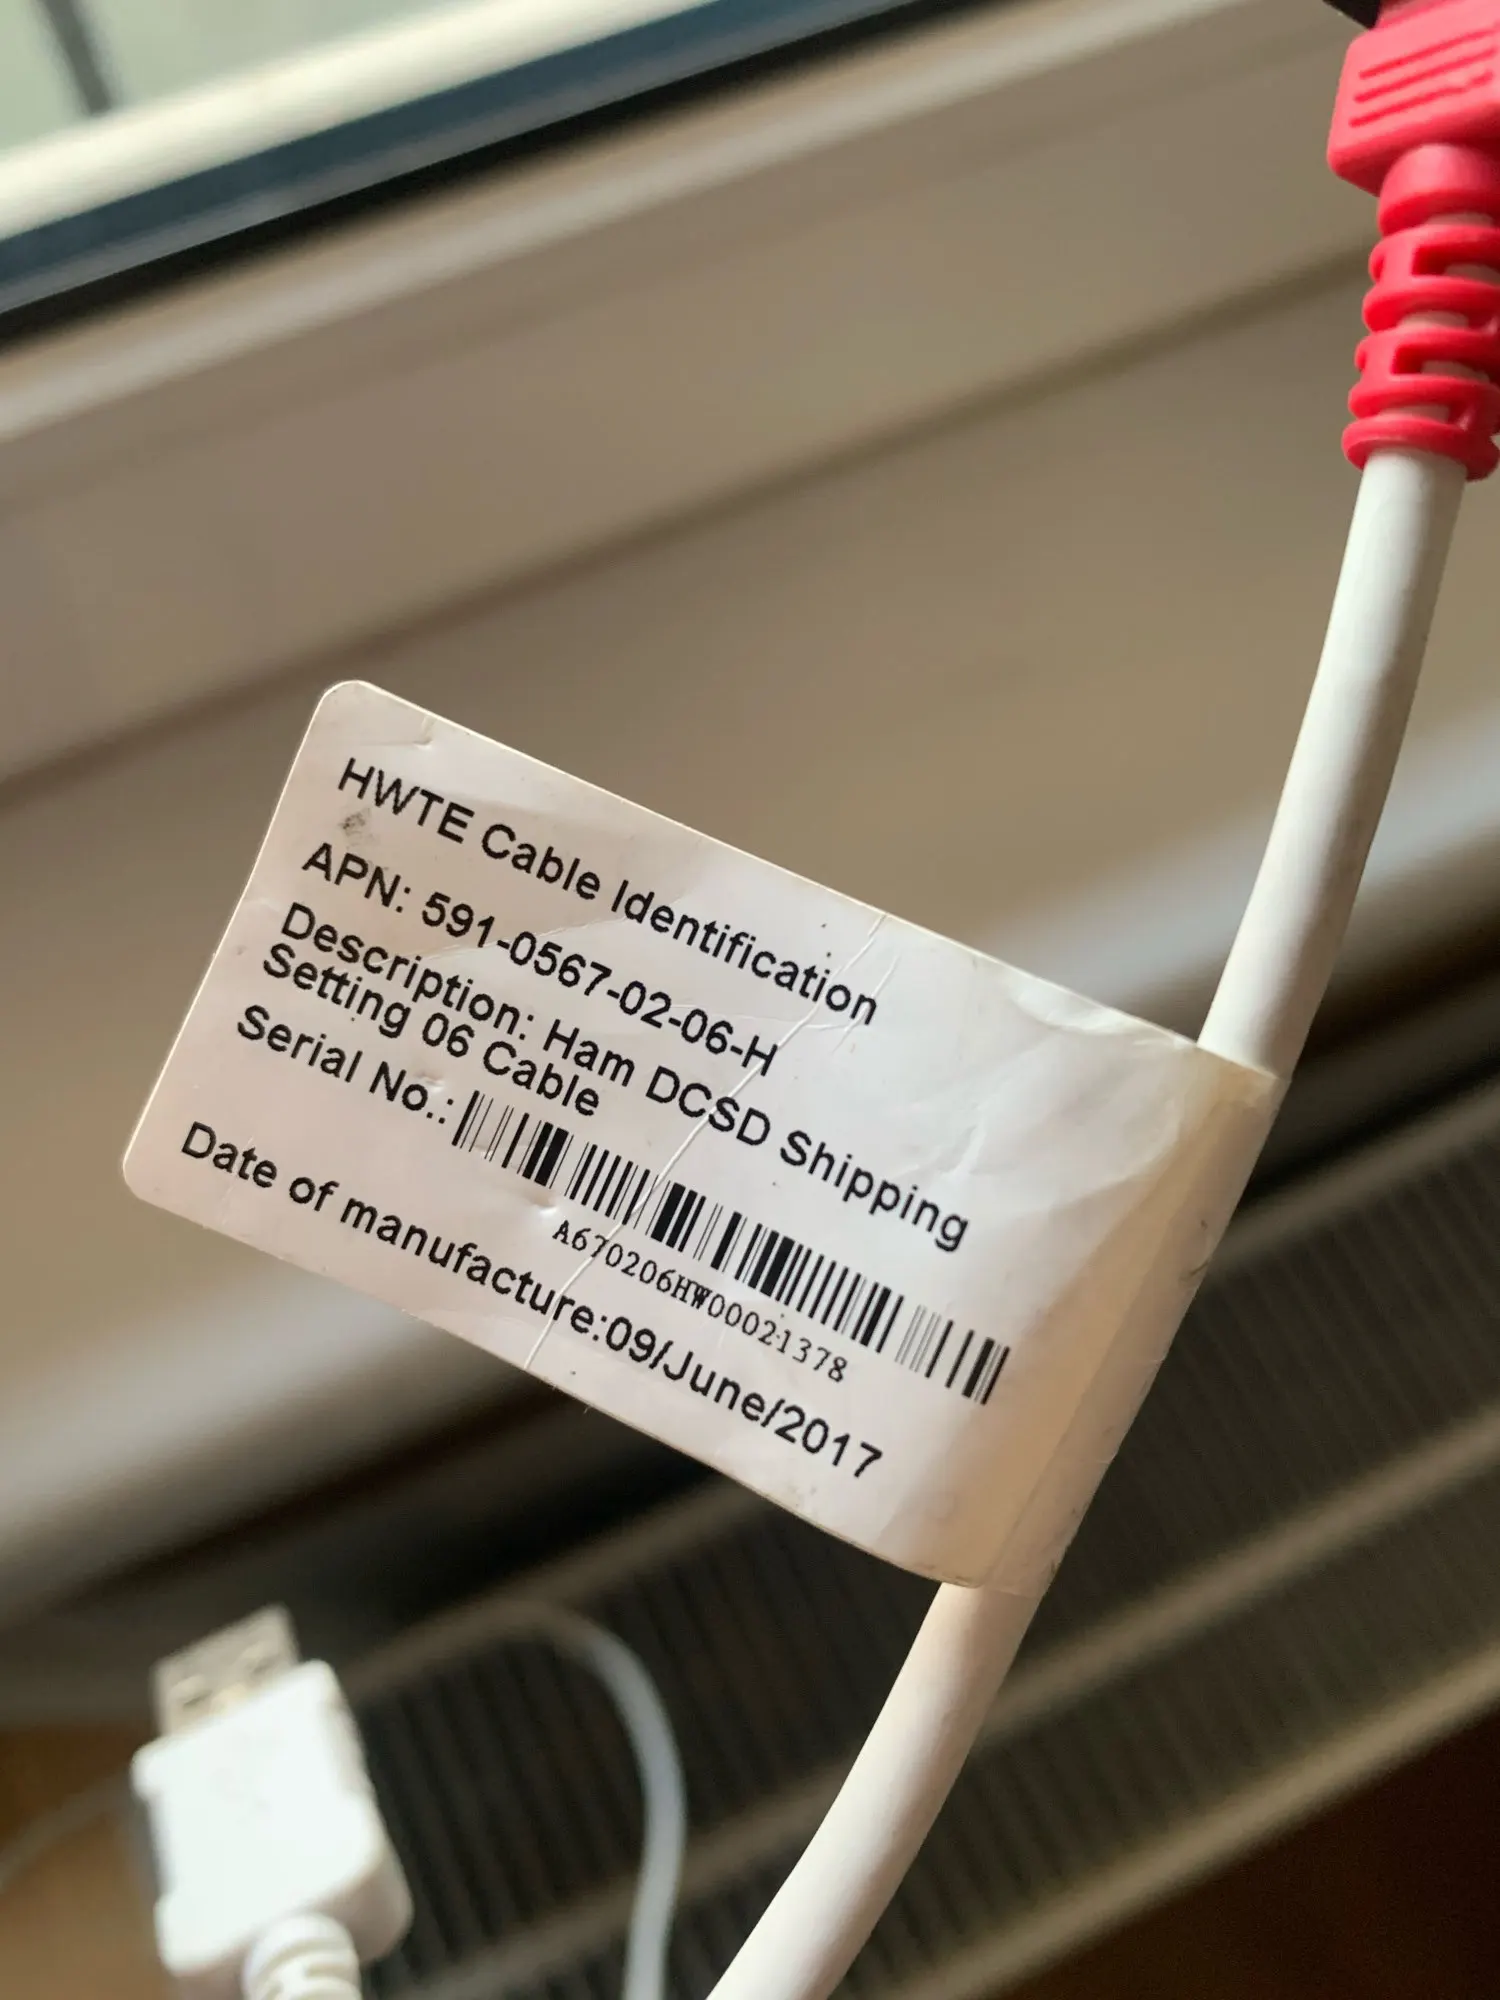 HWTE Cable Identification
APN: 591-0567-02-06-H
Description: Ham DCSD Shipping
Setting 06 Cable
Serial No.:
A670206HW00021378
Date of manufacture:09/June/2017